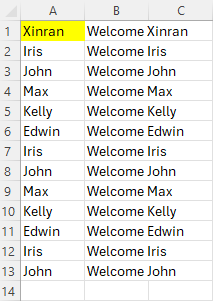 A B C
1 Xinran Welcome Xinran
2 Iris Welcome Iris
3 John Welcome John
4 Max Welcome Max
5 Kelly Welcome Kelly
6 Edwin Welcome Edwin
7 Iris Welcome Iris
8 John Welcome John
9 Max Welcome Max
10 Kelly Welcome Kelly
11 Edwin Welcome Edwin
12 Iris Welcome Iris
13 John Welcome John
14